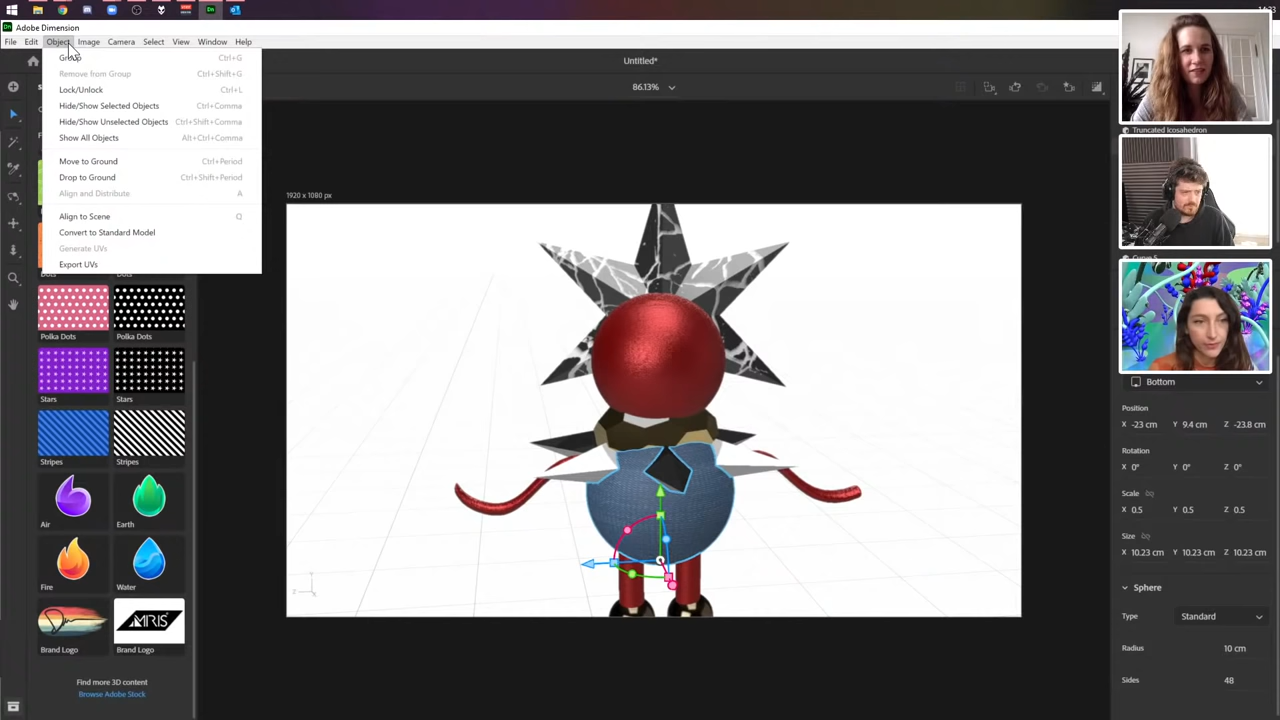 Adobe Dimension
File Edit Object Image Camera Select View Window Help
Untitled*
86.13%
Group Ctrl+G
Remove from Group Ctrl+Shift+G
Lock/Unlock Ctrl+L
Hide/Show Selected Objects Ctrl+Comma
Hide/Show Unselected Objects Ctrl+Shift+Comma
Show All Objects Alt+Ctrl+Comma
Move to Ground Ctrl+Period
Drop to Ground Ctrl+Shift+Period
Align and Distribute A
Align to Scene Q
Convert to Standard Model
Generate UVs
Export UVs
Polka Dots Polka Dots
Stars Stars
Stripes Stripes
Air Earth
Fire Water
Brand Logo Brand Logo
MRIS
Find more 3D content
Browse Adobe Stock
1920 x 1080 px
Truncated Icosahedron
Bottom
Position
X -23 cm Y 9.4 cm Z -23.8 cm
Rotation
X 0° Y 0° Z 0°
Scale
X 0.5 Y 0.5 Z 0.5
Size
X 10.23 cm Y 10.23 cm Z 10.23 cm
Sphere
Type Standard
Radius 10 cm
Sides 48